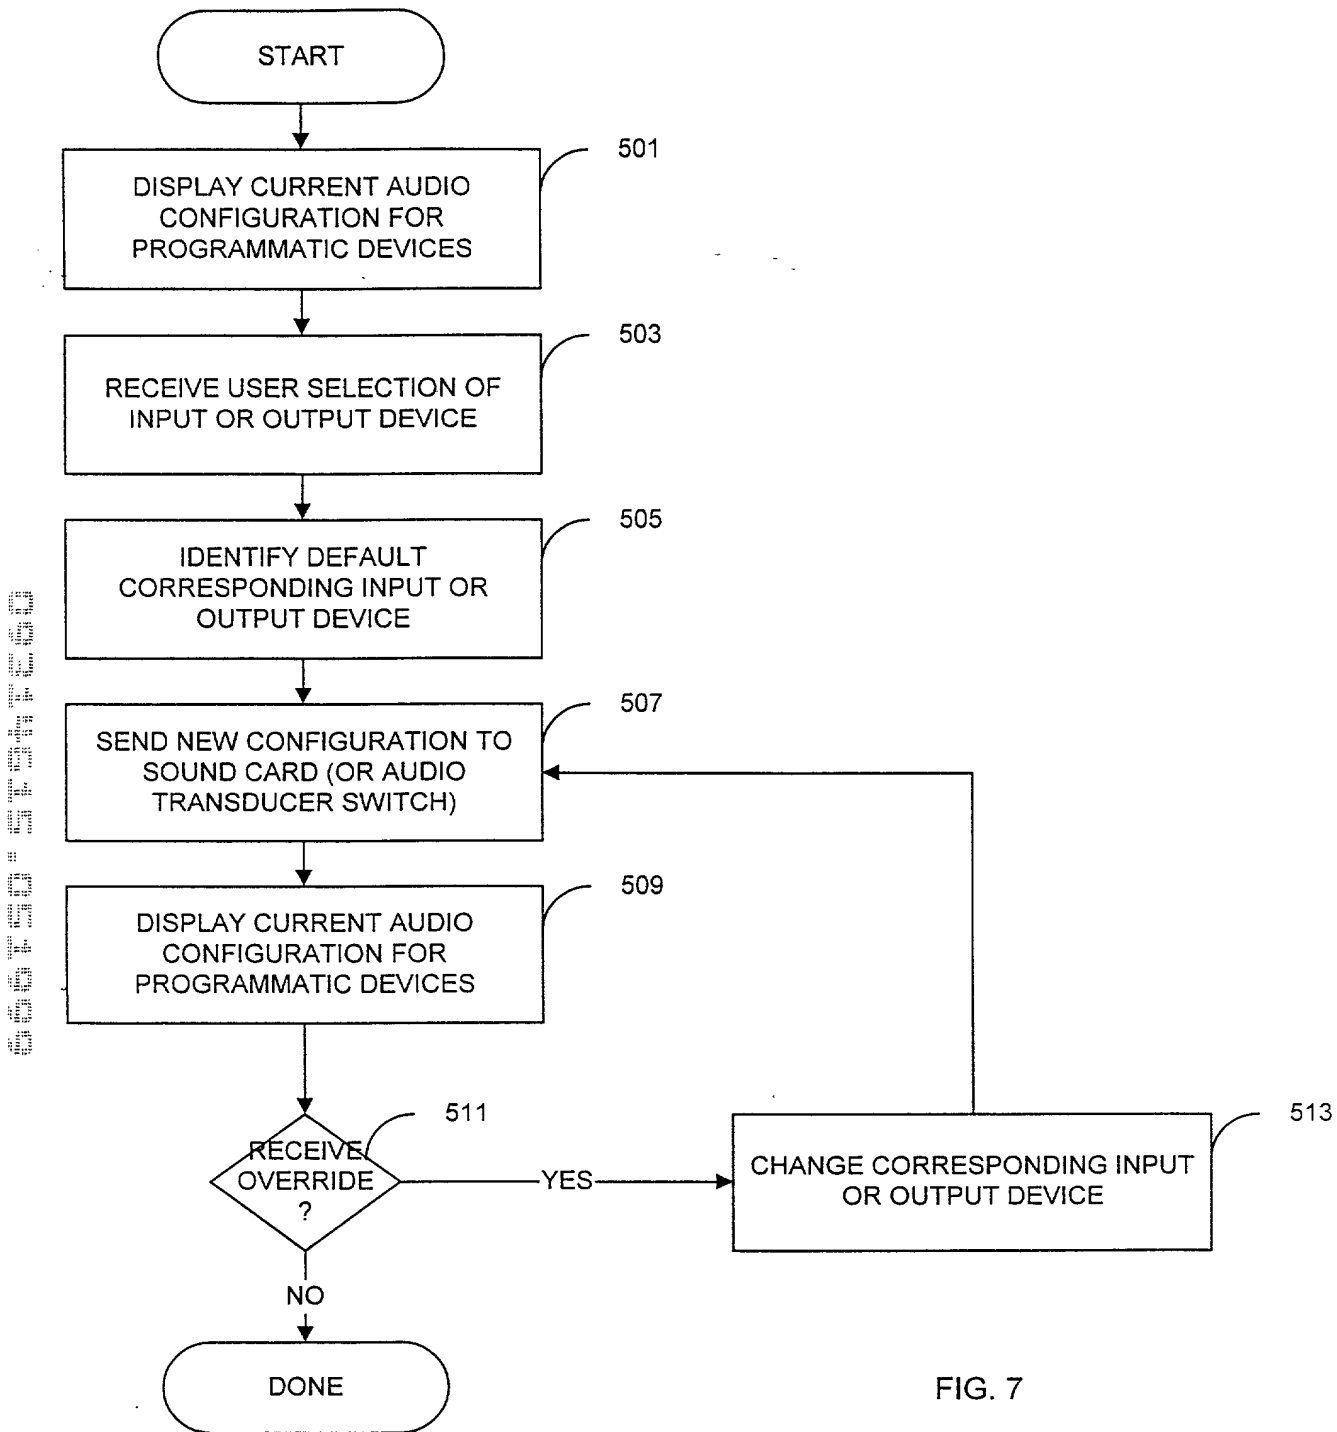 START
501
DISPLAY CURRENT AUDIO
CONFIGURATION FOR
PROGRAMMATIC DEVICES
503
RECEIVE USER SELECTION OF
INPUT OR OUTPUT DEVICE
505
IDENTIFY DEFAULT
CORRESPONDING INPUT OR
OUTPUT DEVICE
507
SEND NEW CONFIGURATION TO
SOUND CARD (OR AUDIO
TRANSDUCER SWITCH)
509
DISPLAY CURRENT AUDIO
CONFIGURATION FOR
PROGRAMMATIC DEVICES
511
RECEIVE
OVERRIDE
?
YES
513
CHANGE CORRESPONDING INPUT
OR OUTPUT DEVICE
NO
DONE
FIG. 7